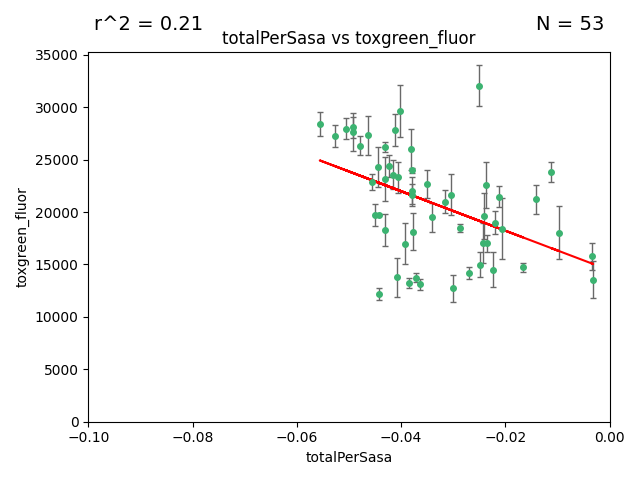 r^2 = 0.21
N = 53
totalPerSasa vs toxgreen_fluor
35000
30000
25000
20000
15000
10000
5000
0
toxgreen_fluor
−0.10
−0.08
−0.06
−0.04
−0.02
0.00
totalPerSasa